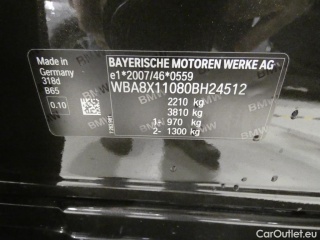 Made in
Germany
318d
B65
0.10
BAYERISCHE MOTOREN WERKE AG
e1*2007/46*0559
WBA8X11080BH24512
2210 kg
3810 kg
1- 970 kg
2- 1300 kg
CarOutlet.eu